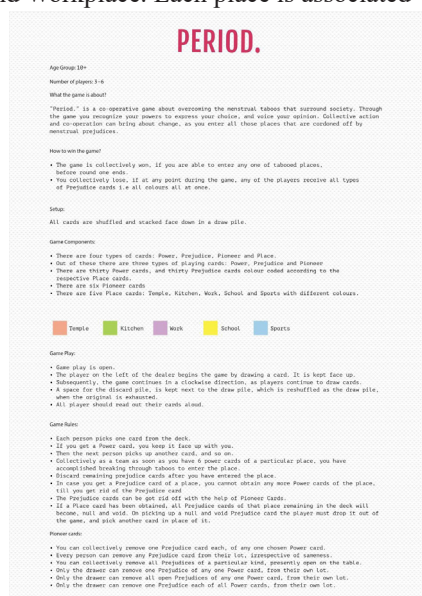 PERIOD.
Age Group: 10+
Number of players: 3-6
What the game is about?
"Period." is a co-operative game about overcoming the menstrual taboos that surround society. Through
the game you recognize your powers to express your choice, and voice your opinion. Collective action
and co-operation can bring about change, as you enter all those places that are cordoned off by
menstrual prejudices.
How to win the game?
• The game is collectively won, if you are able to enter any one of tabooed places,
before round one ends.
• You collectively lose, if at any point during the game, any of the players receive all types
of Prejudice cards i.e all colours all at once.
Setup:
All cards are shuffled and stacked face down in a draw pile.
Game Components:
• There are four types of cards: Power, Prejudice, Pioneer and Place.
• Out of these there are three types of playing cards: Power, Prejudice and Pioneer
• There are thirty Power cards, and thirty Prejudice cards colour coded according to the
respective Place cards.
• There are six Pioneer cards
• There are five Place cards: Temple, Kitchen, Work, School and Sports with different colours.
Temple Kitchen Work School Sports
Game Play:
• Game play is open.
• The player on the left of the dealer begins the game by drawing a card. It is kept face up.
• Subsequently, the game continues in a clockwise direction, as players continue to draw cards.
• A space for the discard pile, is kept next to the draw pile, which is reshuffled as the draw pile,
when the original is exhausted.
• All player should read out their cards aloud.
Game Rules:
• Each person picks one card from the deck.
• If you get a Power card, you keep it face up with you.
• Then the next person picks up another card, and so on.
• Collectively as a team as soon as you have 6 power cards of a particular place, you have
accomplished breaking through taboos to enter the place.
• Discard remaining prejudice cards after you have entered the place.
• In case you get a Prejudice card of a place, you cannot obtain any more Power cards of the place,
till you get rid of the Prejudice card
• The Prejudice cards can be got rid off with the help of Pioneer Cards.
• If a Place card has been obtained, all Prejudice cards of that place remaining in the deck will
become, null and void. On picking up a null and void Prejudice card the player must drop it out of
the game, and pick another card in place of it.
Pioneer cards:
• You can collectively remove one Prejudice card each, of any one chosen Power card.
• Every person can remove any Prejudice card from their lot, irrespective of sameness.
• You can collectively remove all Prejudices of a particular kind, presently open on the table.
• Only the drawer can remove one Prejudice of any one Power card, from their own lot.
• Only the drawer can remove all open Prejudices of any one Power card, from their own lot.
• Only the drawer can remove one Prejudice each of all Power cards, from their own lot.